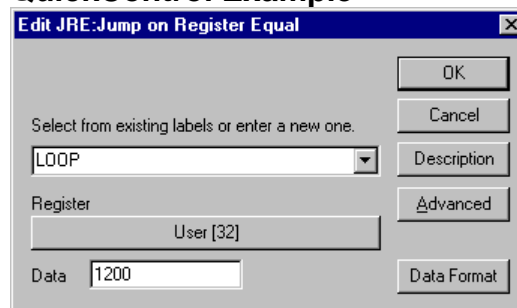 QuickControl Example
Edit JRE:Jump on Register Equal
OK
Select from existing labels or enter a new one.
Cancel
LOOP
Description
Register
Advanced
User [32]
Data
1200
Data Format